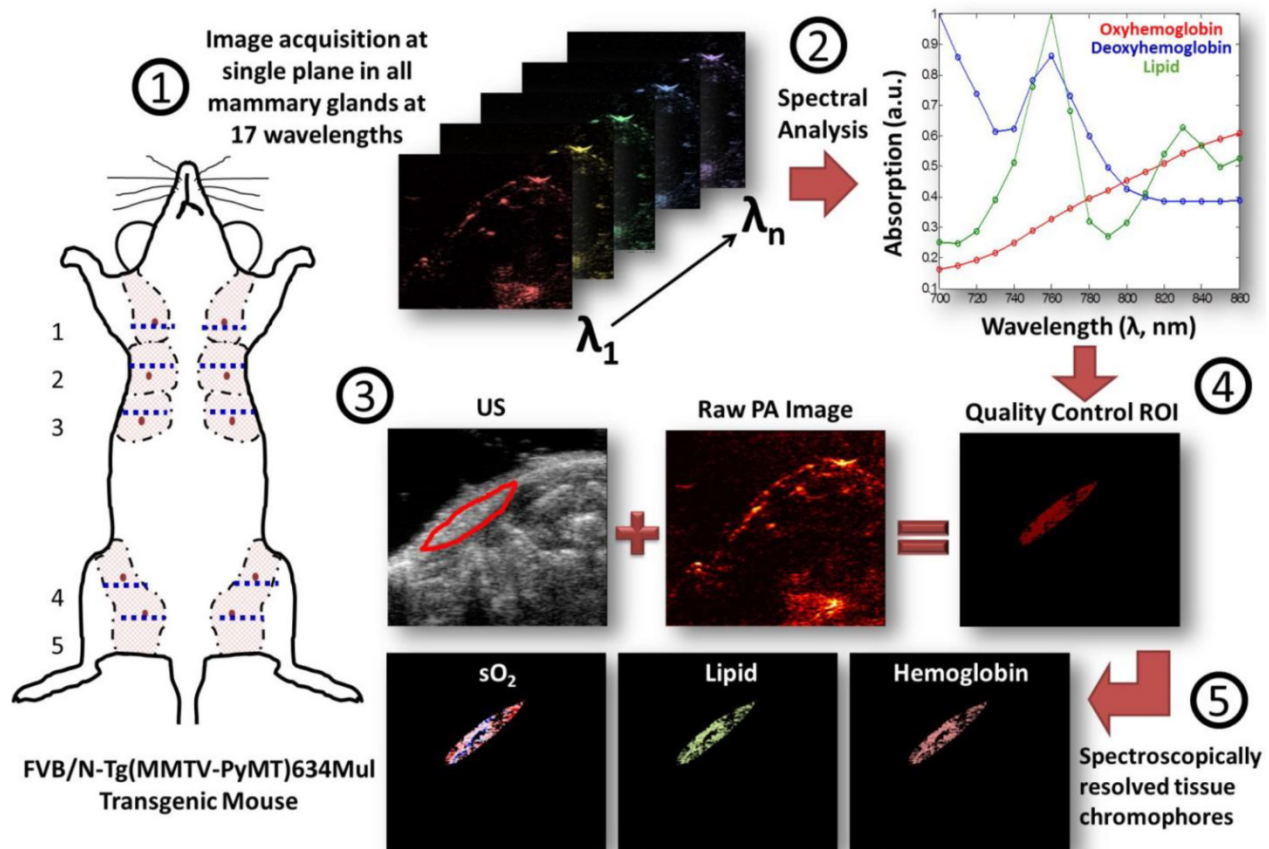 1
Image acquisition at
single plane in all
mammary glands at
17 wavelengths
λ1
λn
2
Spectral
Analysis
Oxyhemoglobin
Deoxyhemoglobin
Lipid
Absorption (a.u.)
1
0.9
0.8
0.7
0.6
0.5
0.4
0.3
0.2
0.1
700 720 740 760 780 800 820 840 860
Wavelength (λ, nm)
1
2
3
4
5
FVB/N-Tg(MMTV-PyMT)634Mul
Transgenic Mouse
3
US
Raw PA Image
4
Quality Control ROI
sO₂
Lipid
Hemoglobin
5
Spectroscopically
resolved tissue
chromophores